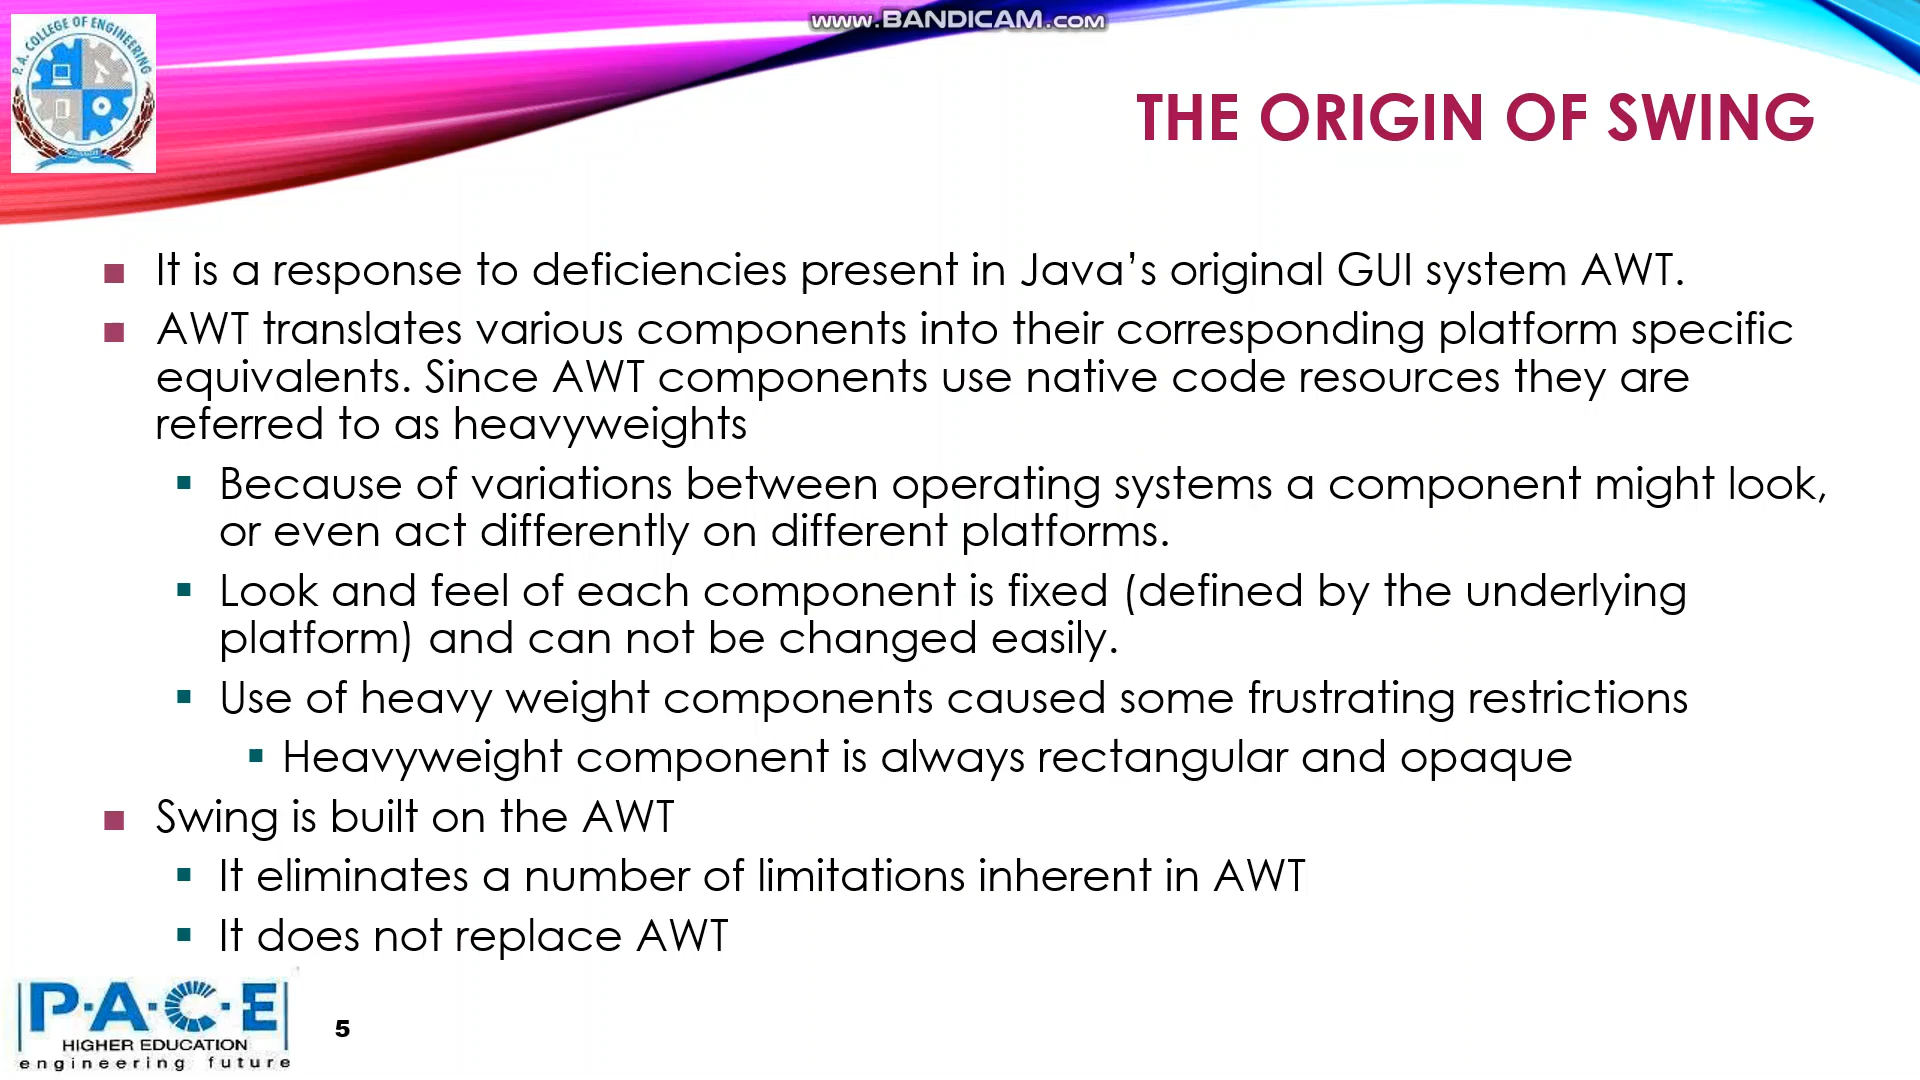 www.BANDICAM.com
P.A. COLLEGE OF ENGINEERING
THE ORIGIN OF SWING
It is a response to deficiencies present in Java’s original GUI system AWT.
AWT translates various components into their corresponding platform specific
equivalents. Since AWT components use native code resources they are
referred to as heavyweights
Because of variations between operating systems a component might look,
or even act differently on different platforms.
Look and feel of each component is fixed (defined by the underlying
platform) and can not be changed easily.
Use of heavy weight components caused some frustrating restrictions
Heavyweight component is always rectangular and opaque
Swing is built on the AWT
It eliminates a number of limitations inherent in AWT
It does not replace AWT
P·A·C·E
HIGHER EDUCATION
engineering future
5